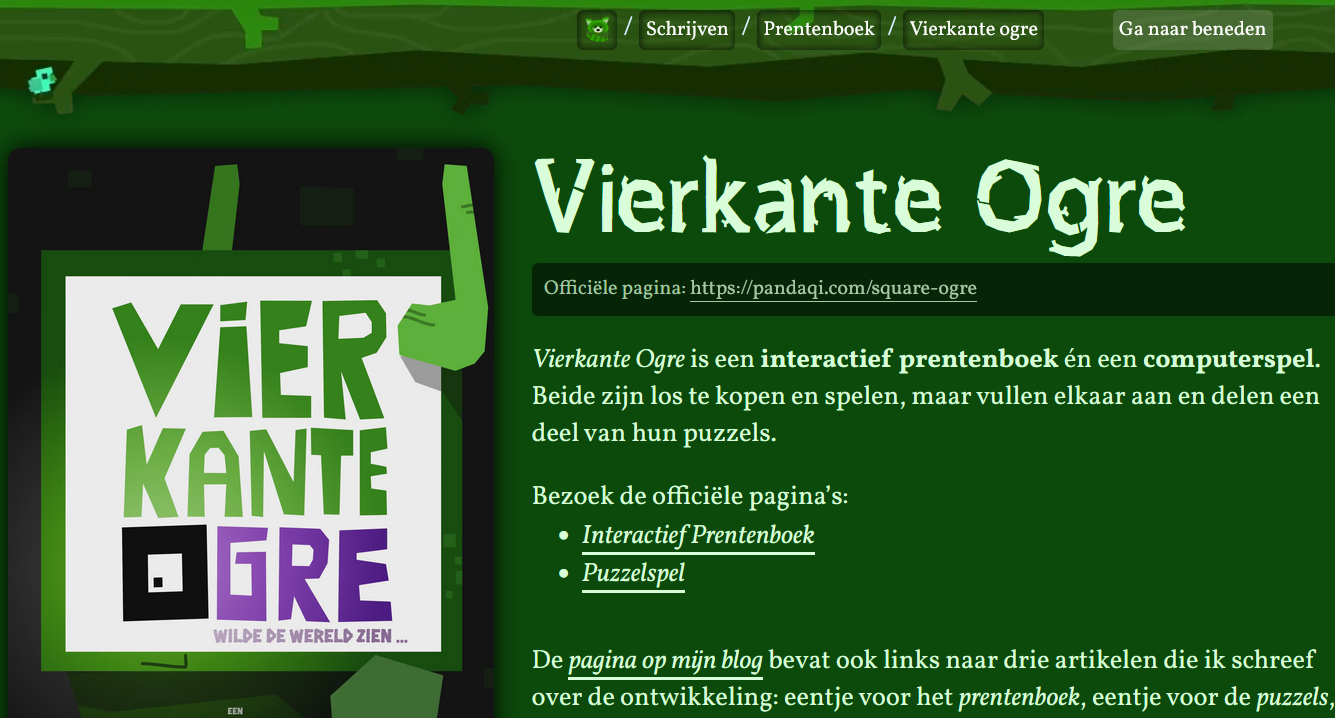 / Schrijven / Prentenboek / Vierkante ogre
Ga naar beneden
VIER
KANTE
OGRE
WILDE DE WERELD ZIEN ...
EEN
Vierkante Ogre
Officiële pagina: https://pandaqi.com/square-ogre
Vierkante Ogre is een interactief prentenboek én een computerspel.
Beide zijn los te kopen en spelen, maar vullen elkaar aan en delen een
deel van hun puzzels.
Bezoek de officiële pagina’s:
• Interactief Prentenboek
• Puzzelspel
De pagina op mijn blog bevat ook links naar drie artikelen die ik schreef
over de ontwikkeling: eentje voor het prentenboek, eentje voor de puzzels,